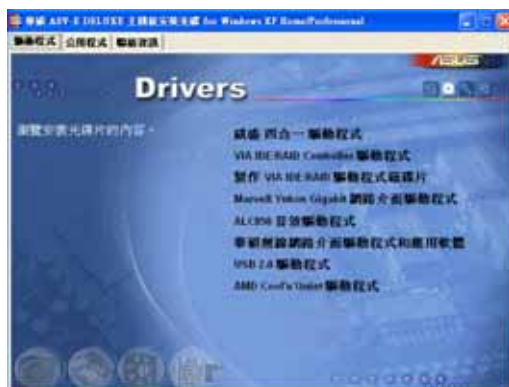 華碩 A8V-E DELUXE 主機板安裝光碟 for Windows XP Home/Professional
驅動程式 公用程式 聯絡資訊
ASUS
Drivers
瀏覽安裝光碟片的內容。
威盛 四合一 驅動程式
VIA IDE RAID Controller 驅動程式
製作 VIA IDE RAID 驅動程式磁碟片
Marvell Yukon Gigabit 網路介面驅動程式
ALC850 音效驅動程式
華碩無線網路介面驅動程式和應用軟體
USB 2.0 驅動程式
AMD Cool'n'Quiet 驅動程式